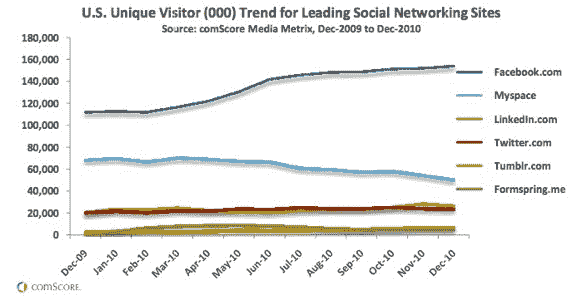 U.S. Unique Visitor (000) Trend for Leading Social Networking Sites
Source: comScore Media Metrix, Dec-2009 to Dec-2010
180,000
160,000
140,000
120,000
100,000
80,000
60,000
40,000
20,000
0
Facebook.com
Myspace
LinkedIn.com
Twitter.com
Tumblr.com
Formspring.me
Dec-09
Jan-10
Feb-10
Mar-10
Apr-10
May-10
Jun-10
Jul-10
Aug-10
Sep-10
Oct-10
Nov-10
Dec-10
comSCORE.